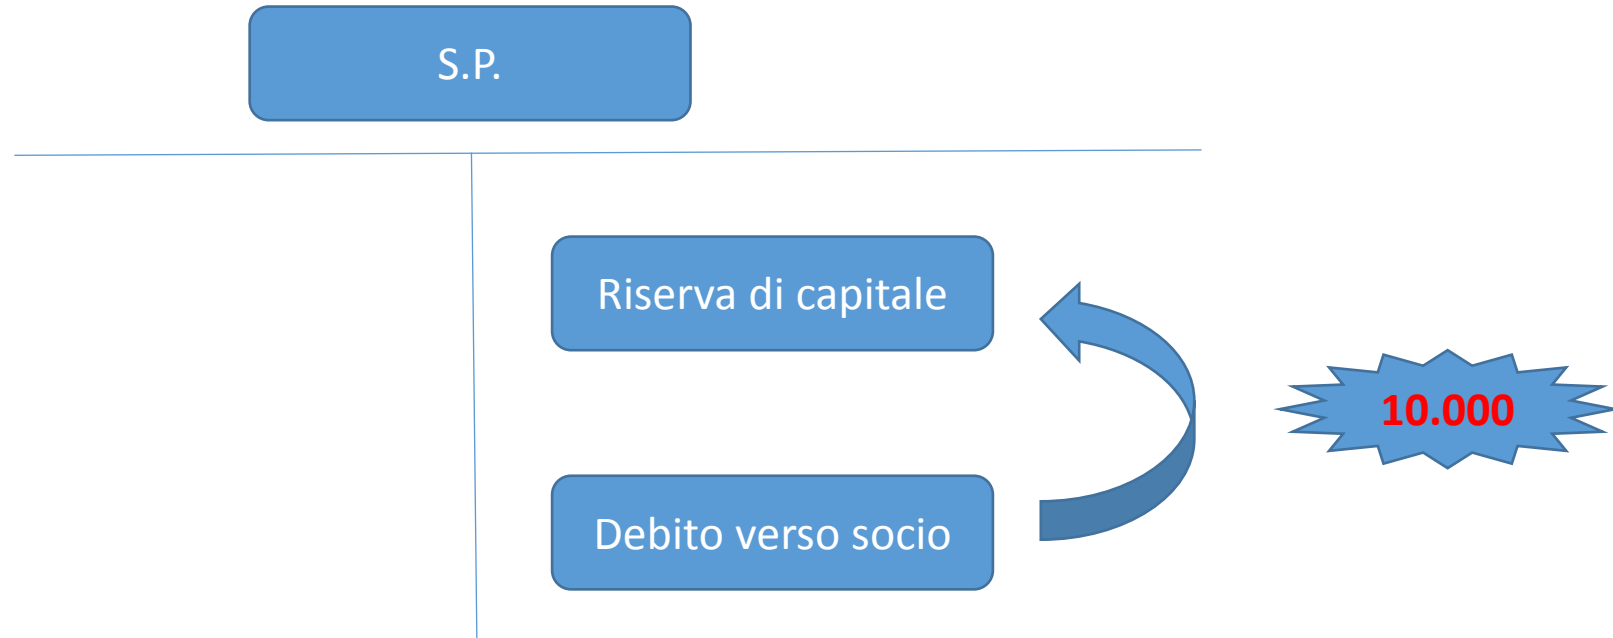 S.P.
Riserva di capitale
10.000
Debito verso socio